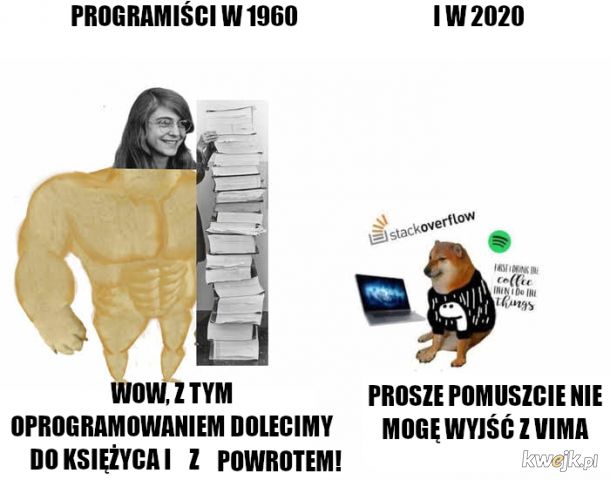 PROGRAMIŚCI W 1960
I W 2020
stackoverflow
FIRST I DRINK THE
coffee
THEN I DO THE
things
WOW, Z TYM
OPROGRAMOWANIEM DOLECIMY
DO KSIĘŻYCA I Z POWROTEM!
PROSZE POMUSZCIE NIE
MOGĘ WYJŚĆ Z VIMA
kwejk.pl